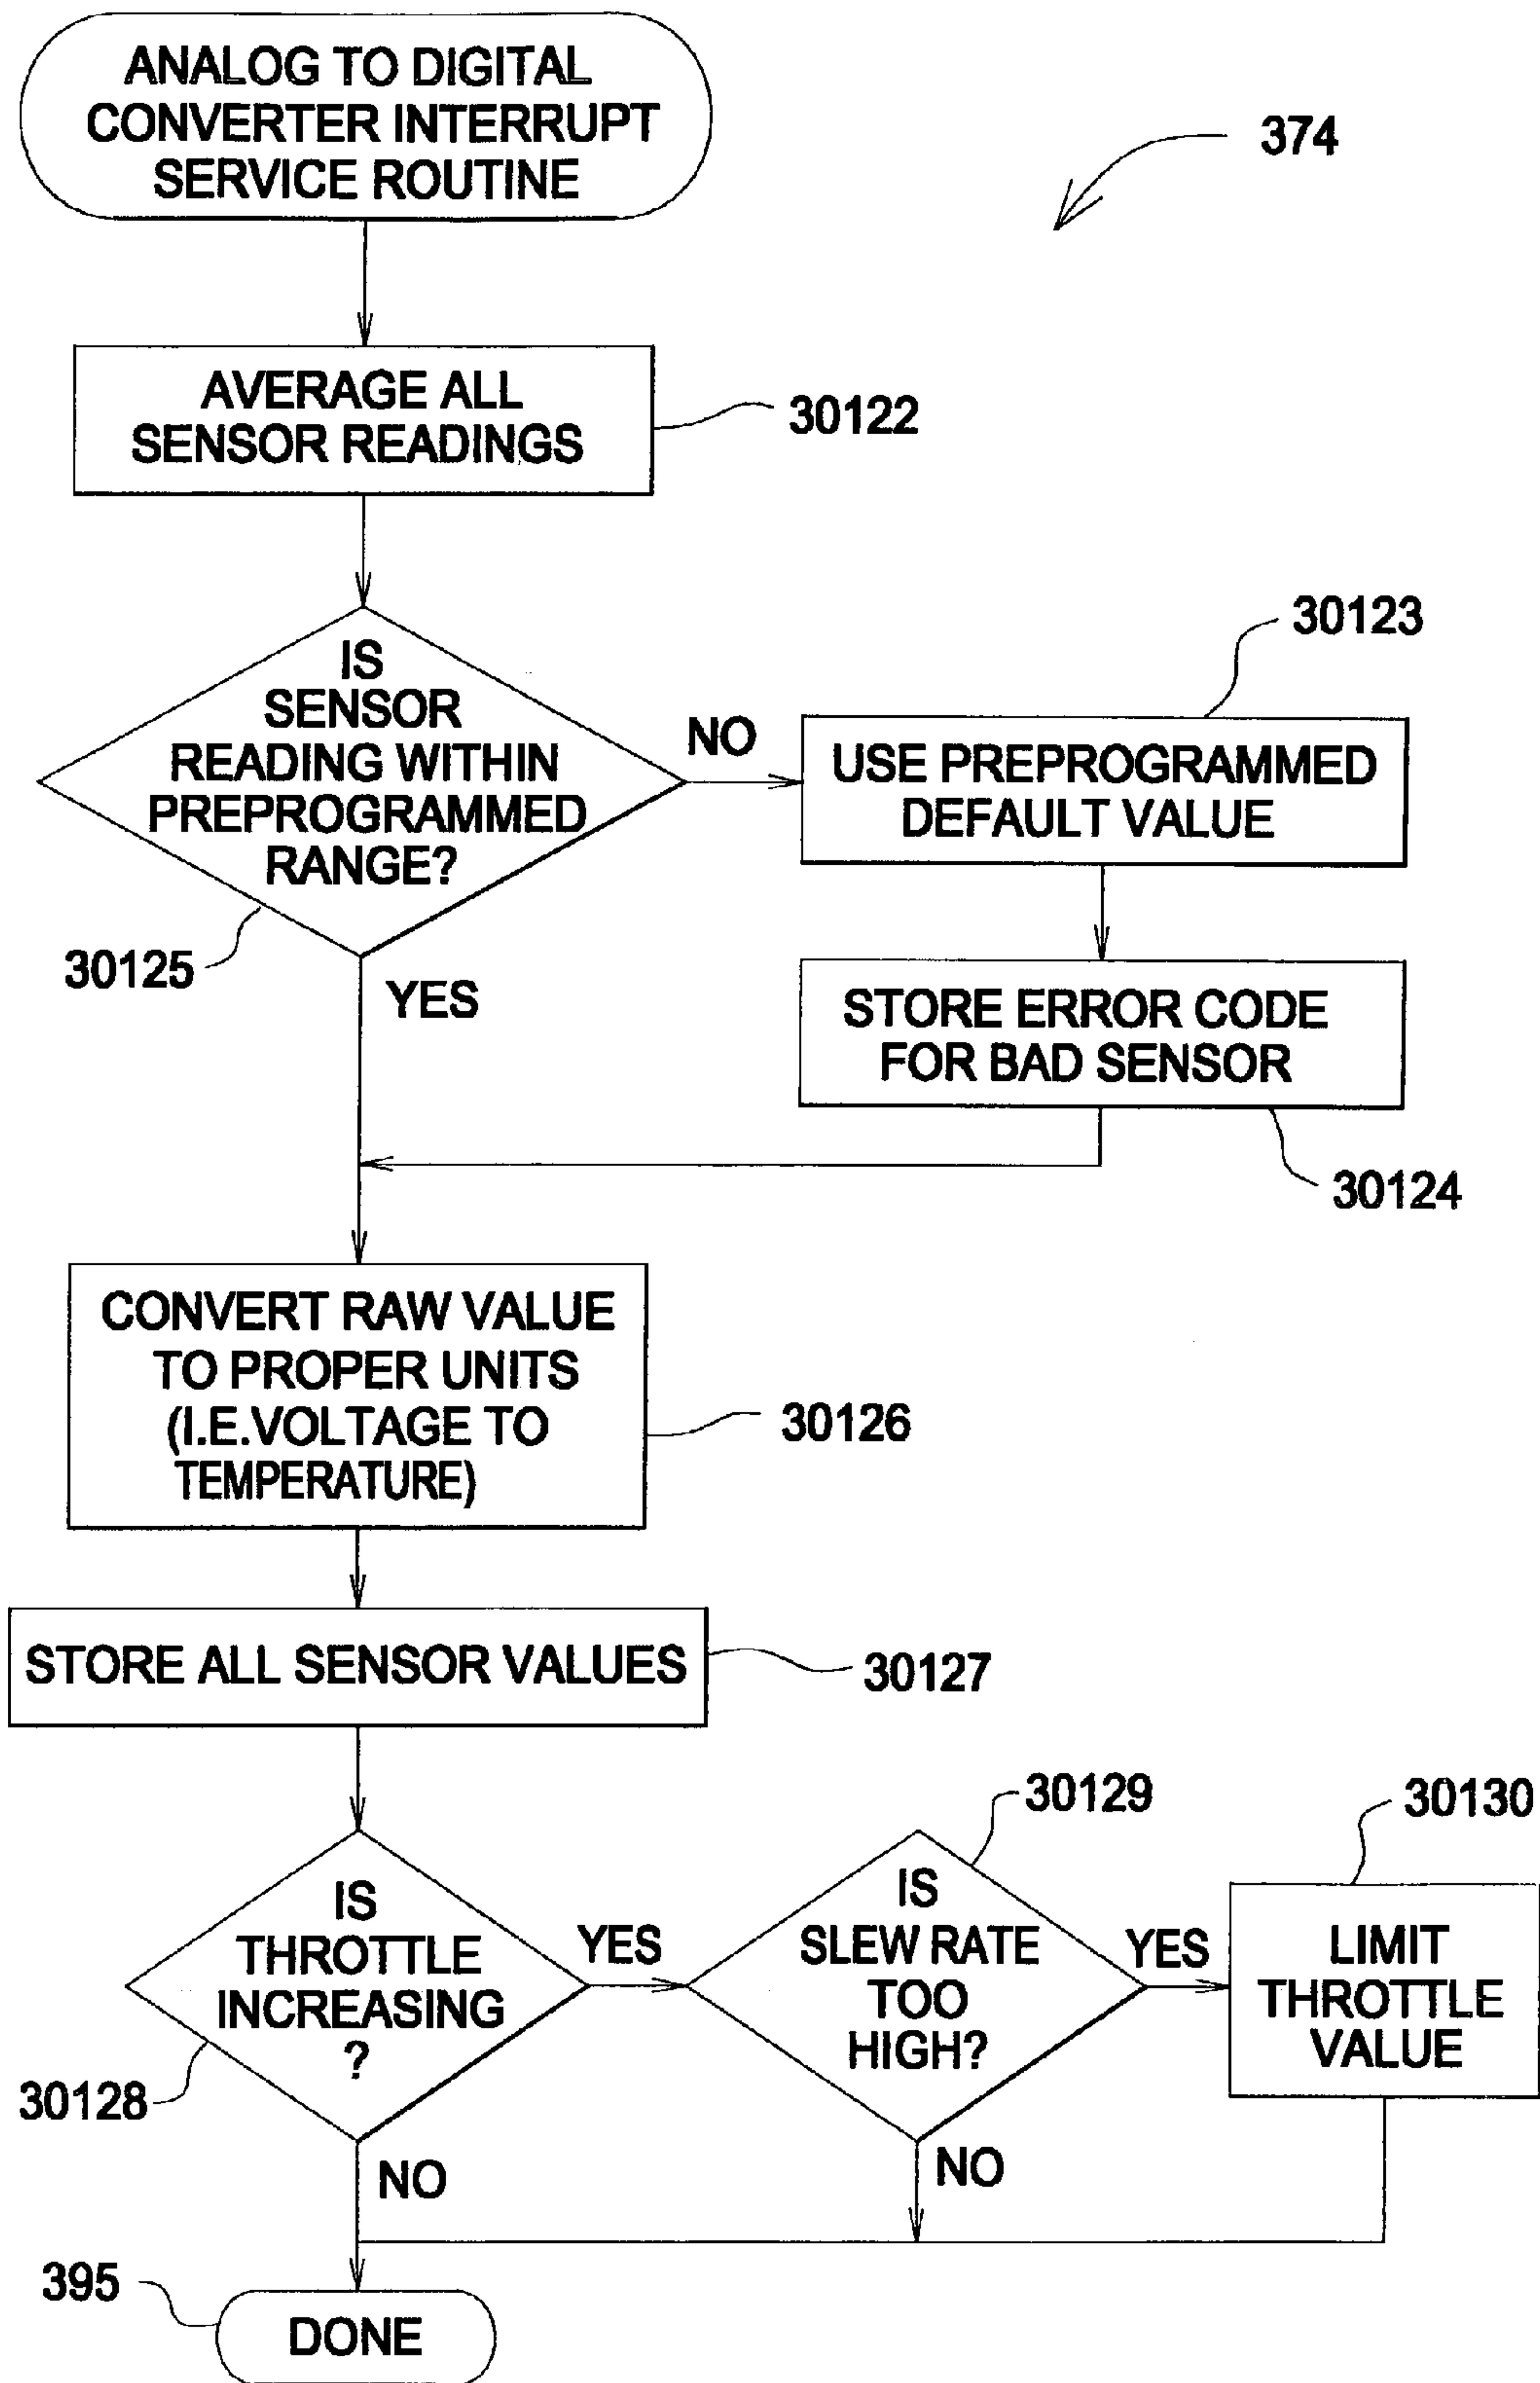 ANALOG TO DIGITAL
CONVERTER INTERRUPT
SERVICE ROUTINE
374
AVERAGE ALL
SENSOR READINGS
30122
IS
SENSOR
READING WITHIN
PREPROGRAMMED
RANGE?
30125
NO
YES
30123
USE PREPROGRAMMED
DEFAULT VALUE
STORE ERROR CODE
FOR BAD SENSOR
30124
CONVERT RAW VALUE
TO PROPER UNITS
(I.E.VOLTAGE TO
TEMPERATURE)
30126
STORE ALL SENSOR VALUES
30127
IS
THROTTLE
INCREASING
?
30128
YES
NO
30129
IS
SLEW RATE
TOO
HIGH?
YES
NO
30130
LIMIT
THROTTLE
VALUE
395
DONE